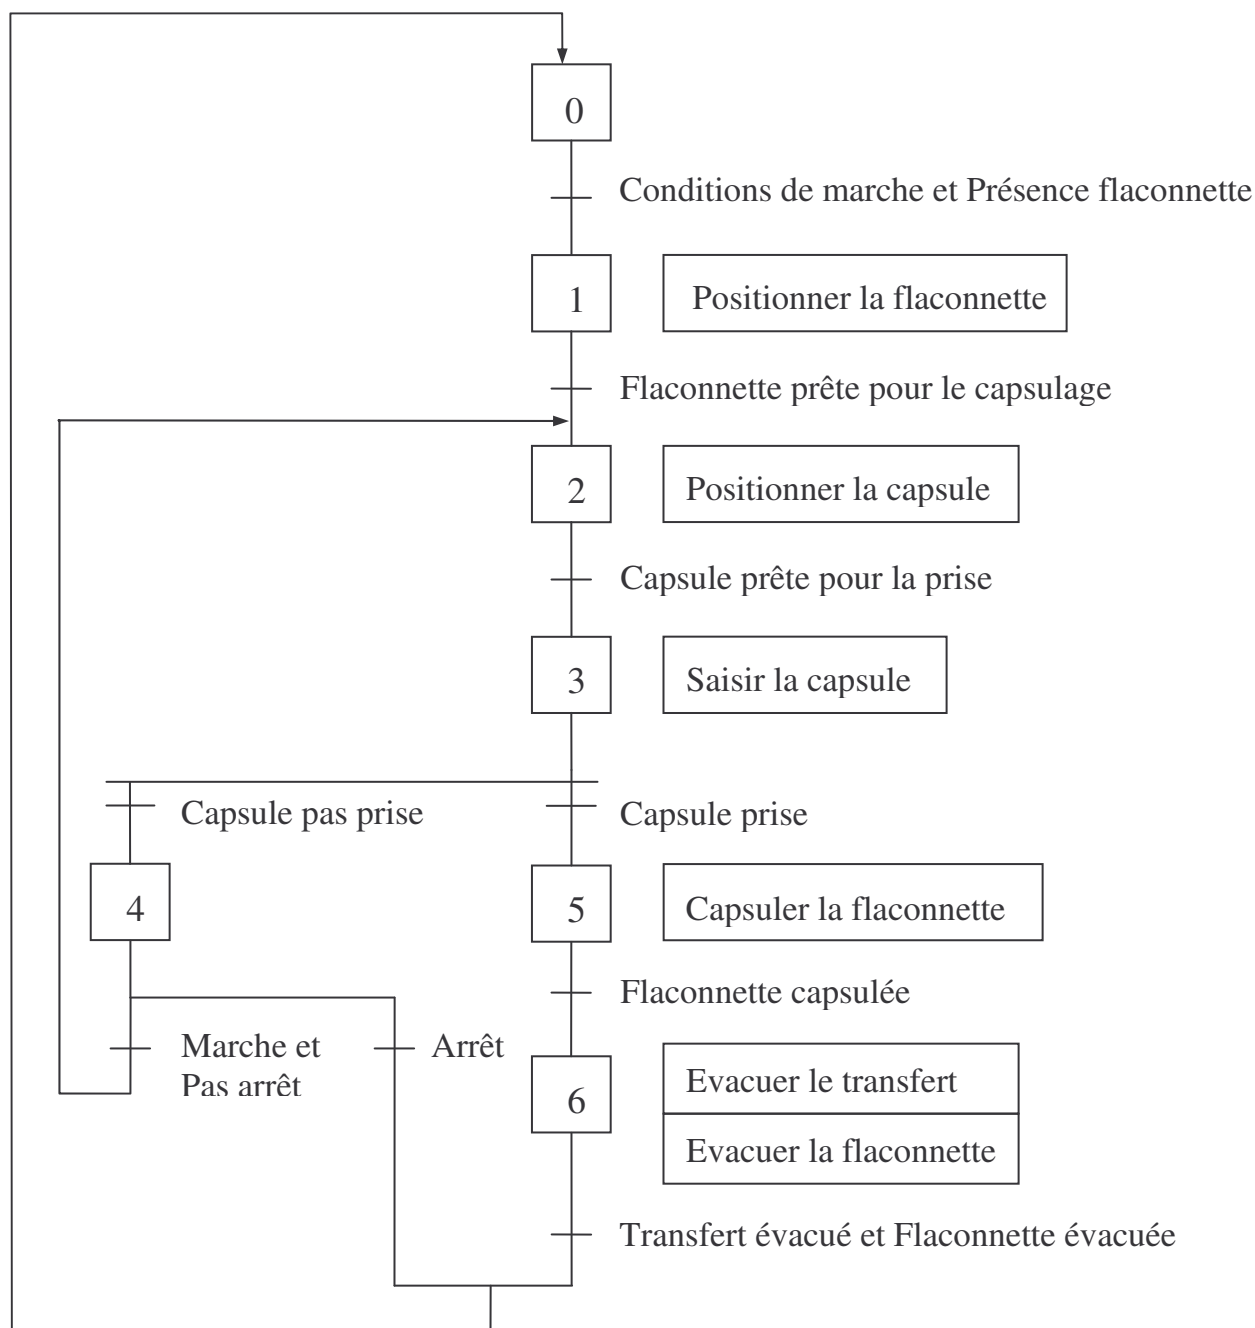 0
Conditions de marche et Présence flaconnette
1
Positionner la flaconnette
Flaconnette prête pour le capsulage
2
Positionner la capsule
Capsule prête pour la prise
3
Saisir la capsule
Capsule pas prise
Capsule prise
4
5
Capsuler la flaconnette
Flaconnette capsulée
Marche et
Pas arrêt
Arrêt
6
Evacuer le transfert
Evacuer la flaconnette
Transfert évacué et Flaconnette évacuée